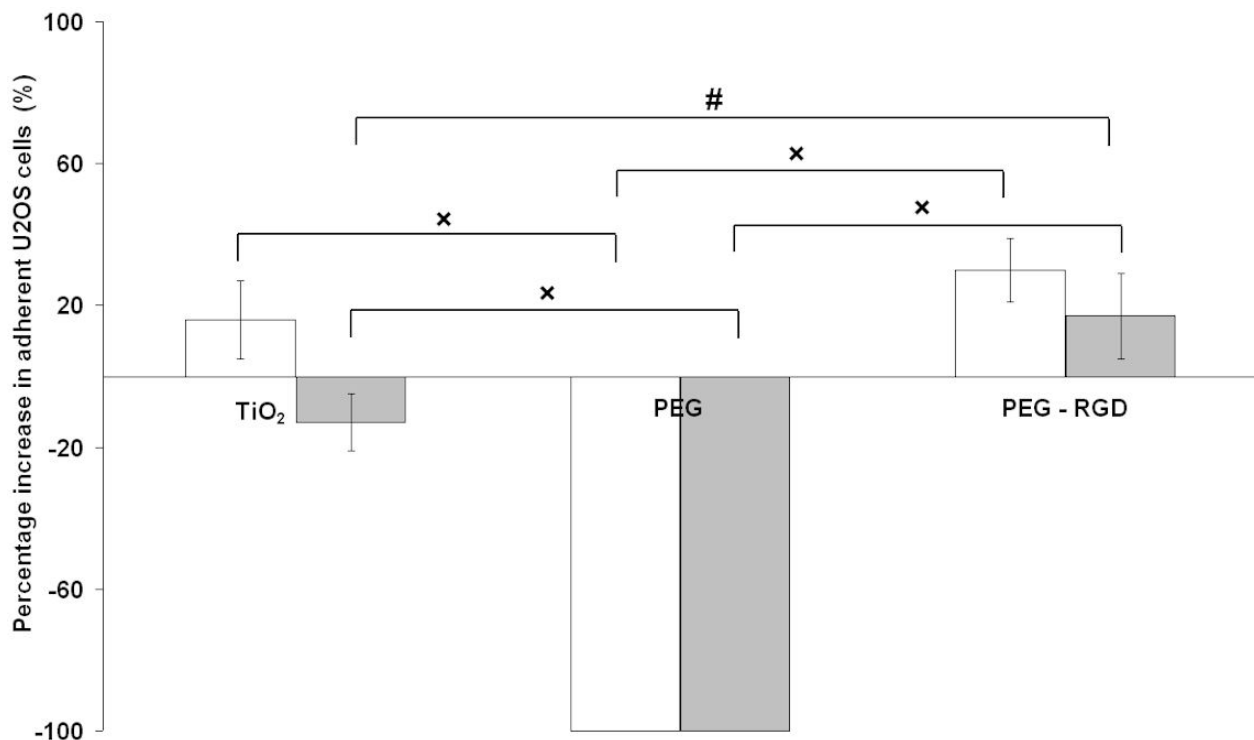 Percentage increase in adherent U2OS cells (%)
100
60
20
-20
-60
-100
#
×
×
×
×
TiO₂
PEG
PEG - RGD